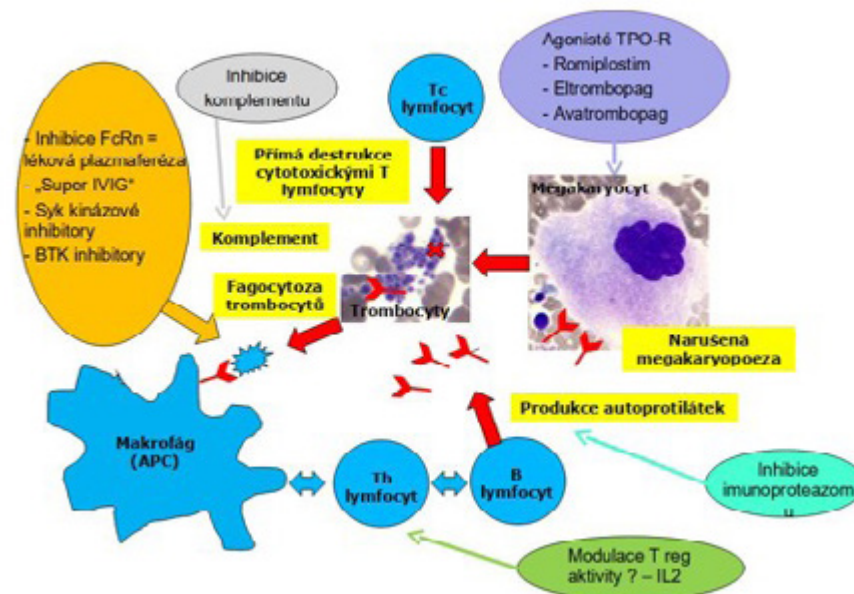 Inhibice
komplementu
Tc
lymfocyt
Agonisté TPO-R
- Romiplostim
- Eltrombopag
- Avatrombopag
- Inhibice FcRn =
léková plazmaferéza
- „Super IVIG“
- Syk kinázové
inhibitory
- BTK inhibitory
Přímá destrukce
cytotoxickými T
lymfocyty
Megakaryocyt
Komplement
Fagocytoza
trombocytů
Trombocyty
Narušená
megakaryopoeza
Produkce autoprotilátek
Makrofág
(APC)
Th
lymfocyt
B
lymfocyt
Inhibice
imunoproteazom
u
Modulace T reg
aktivity ? – IL2